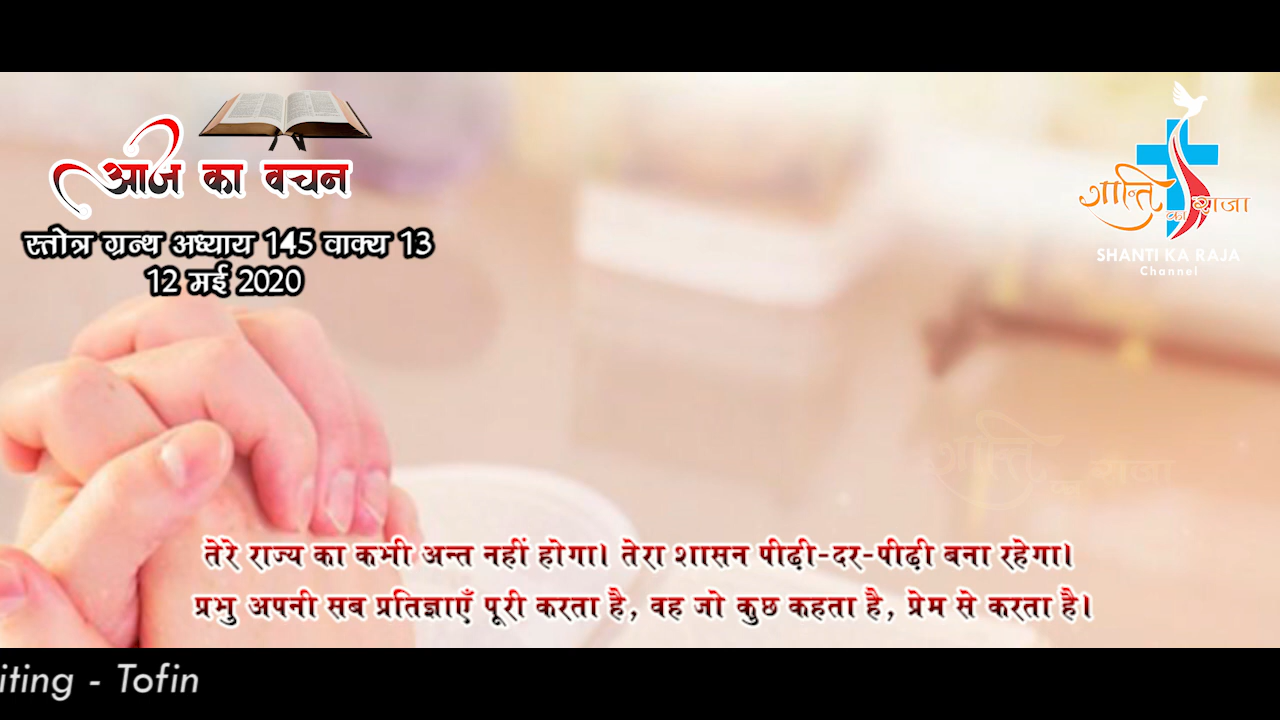 आज का वचन
स्तोत्र ग्रन्थ अध्याय 145 वाक्य 13
12 मई 2020
शान्ति का राजा
SHANTI KA RAJA
Channel
शान्ति का राजा
तेरे राज्य का कभी अन्त नहीं होगा। तेरा शासन पीढ़ी-दर-पीढ़ी बना रहेगा।
प्रभु अपनी सब प्रतिज्ञाएँ पूरी करता है, वह जो कुछ कहता है, प्रेम से करता है।
iting - Tofin